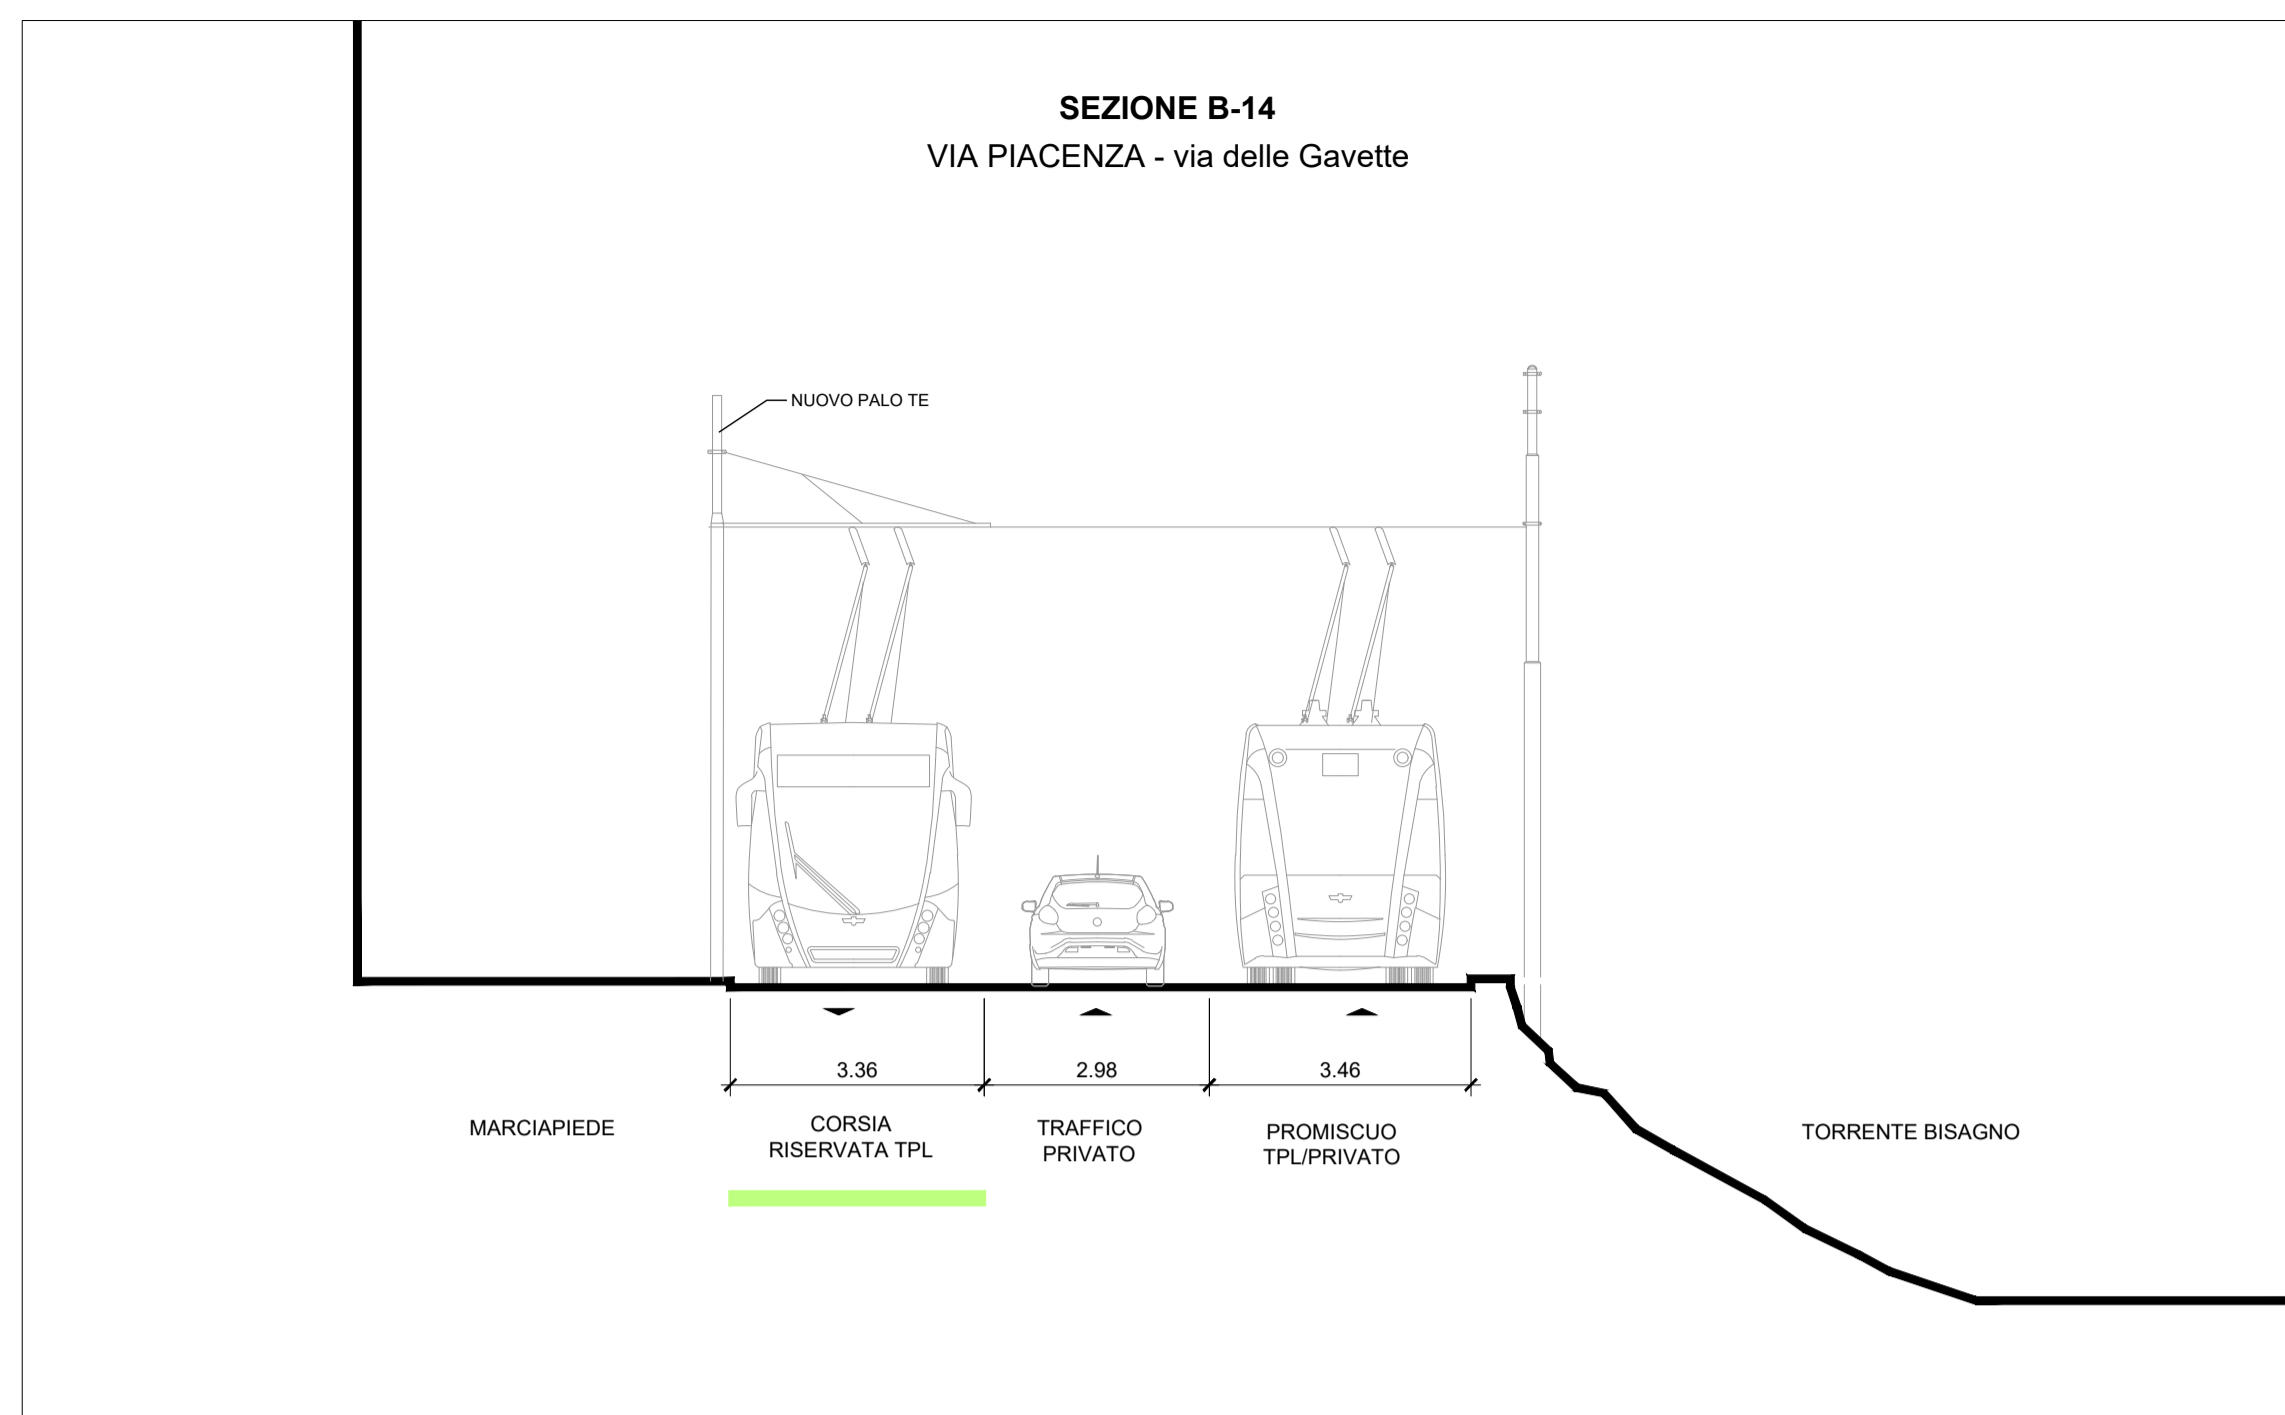 SEZIONE B-14
VIA PIACENZA - via delle Gavette
NUOVO PALO TE
3.36
2.98
3.46
MARCIAPIEDE
CORSIA
RISERVATA TPL
TRAFFICO
PRIVATO
PROMISCUO
TPL/PRIVATO
TORRENTE BISAGNO